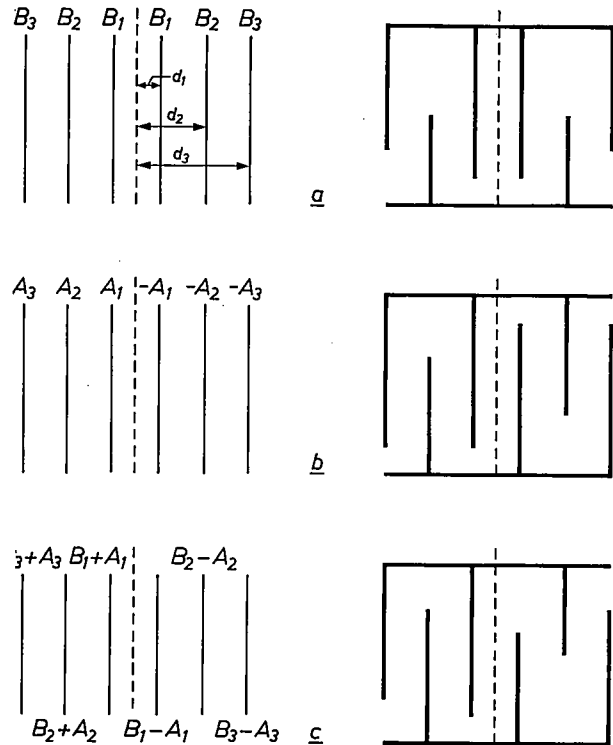 B₃ B₂ B₁ B₁ B₂ B₃
d₁
d₂
d₃
a
A₃ A₂ A₁ -A₁ -A₂ -A₃
b
₃+A₃ B₁+A₁ B₂-A₂
B₂+A₂ B₁-A₁ B₃-A₃
c